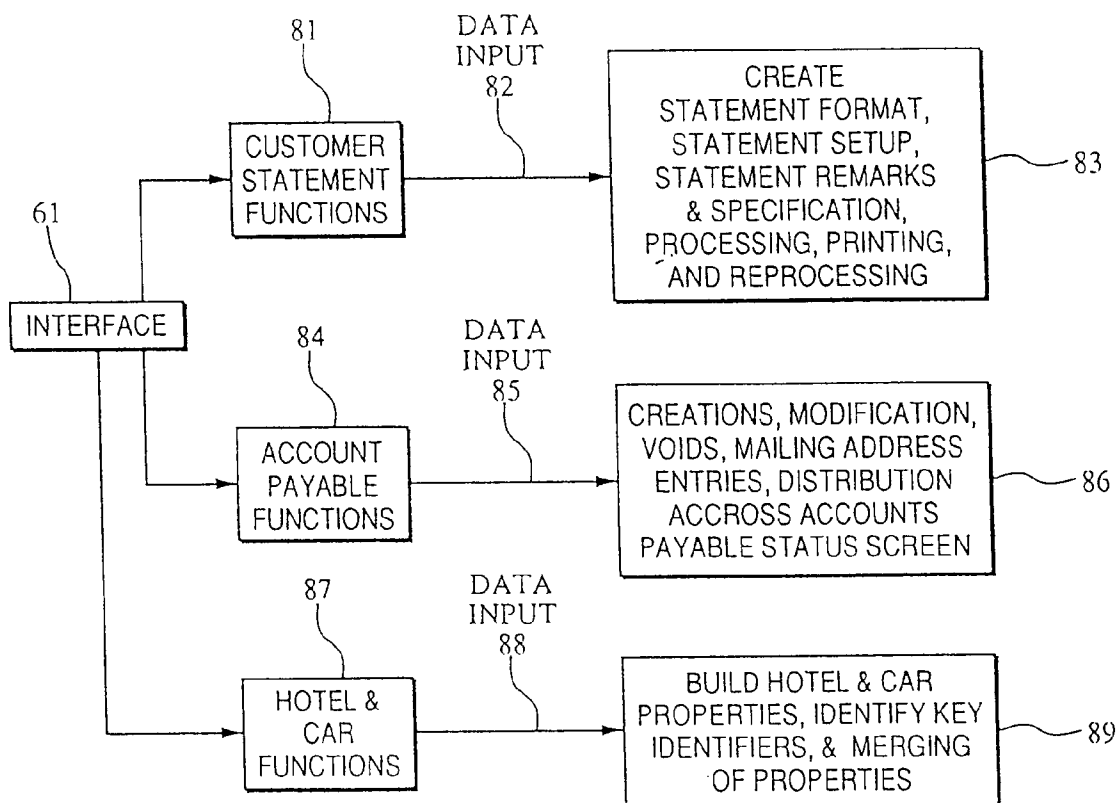 81
DATA
INPUT
82
CUSTOMER
STATEMENT
FUNCTIONS
CREATE
STATEMENT FORMAT,
STATEMENT SETUP,
STATEMENT REMARKS
& SPECIFICATION,
PROCESSING, PRINTING,
AND REPROCESSING
83
61
INTERFACE
84
DATA
INPUT
85
ACCOUNT
PAYABLE
FUNCTIONS
CREATIONS, MODIFICATION,
VOIDS, MAILING ADDRESS
ENTRIES, DISTRIBUTION
ACCROSS ACCOUNTS
PAYABLE STATUS SCREEN
86
87
DATA
INPUT
88
HOTEL &
CAR
FUNCTIONS
BUILD HOTEL & CAR
PROPERTIES, IDENTIFY KEY
IDENTIFIERS, & MERGING
OF PROPERTIES
89